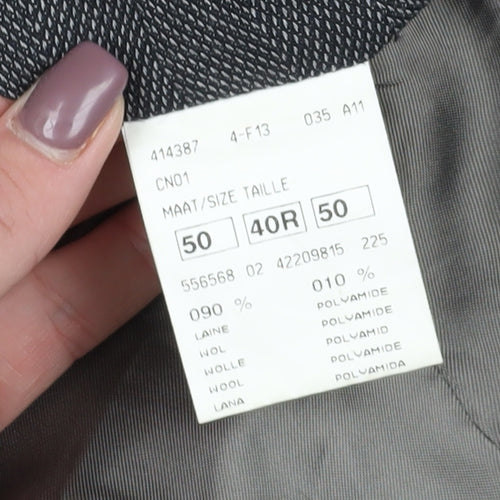 414387 4-F13 035 A11
CN01
MAAT/SIZE TAILLE
50 40R 50
556568 02 42209815 225
090 % 010 %
LAINE POLYAMIDE
WOL POLYAMIDE
WOLLE POLYAMID
WOOL POLYAMIDE
LANA POLYAMIDA